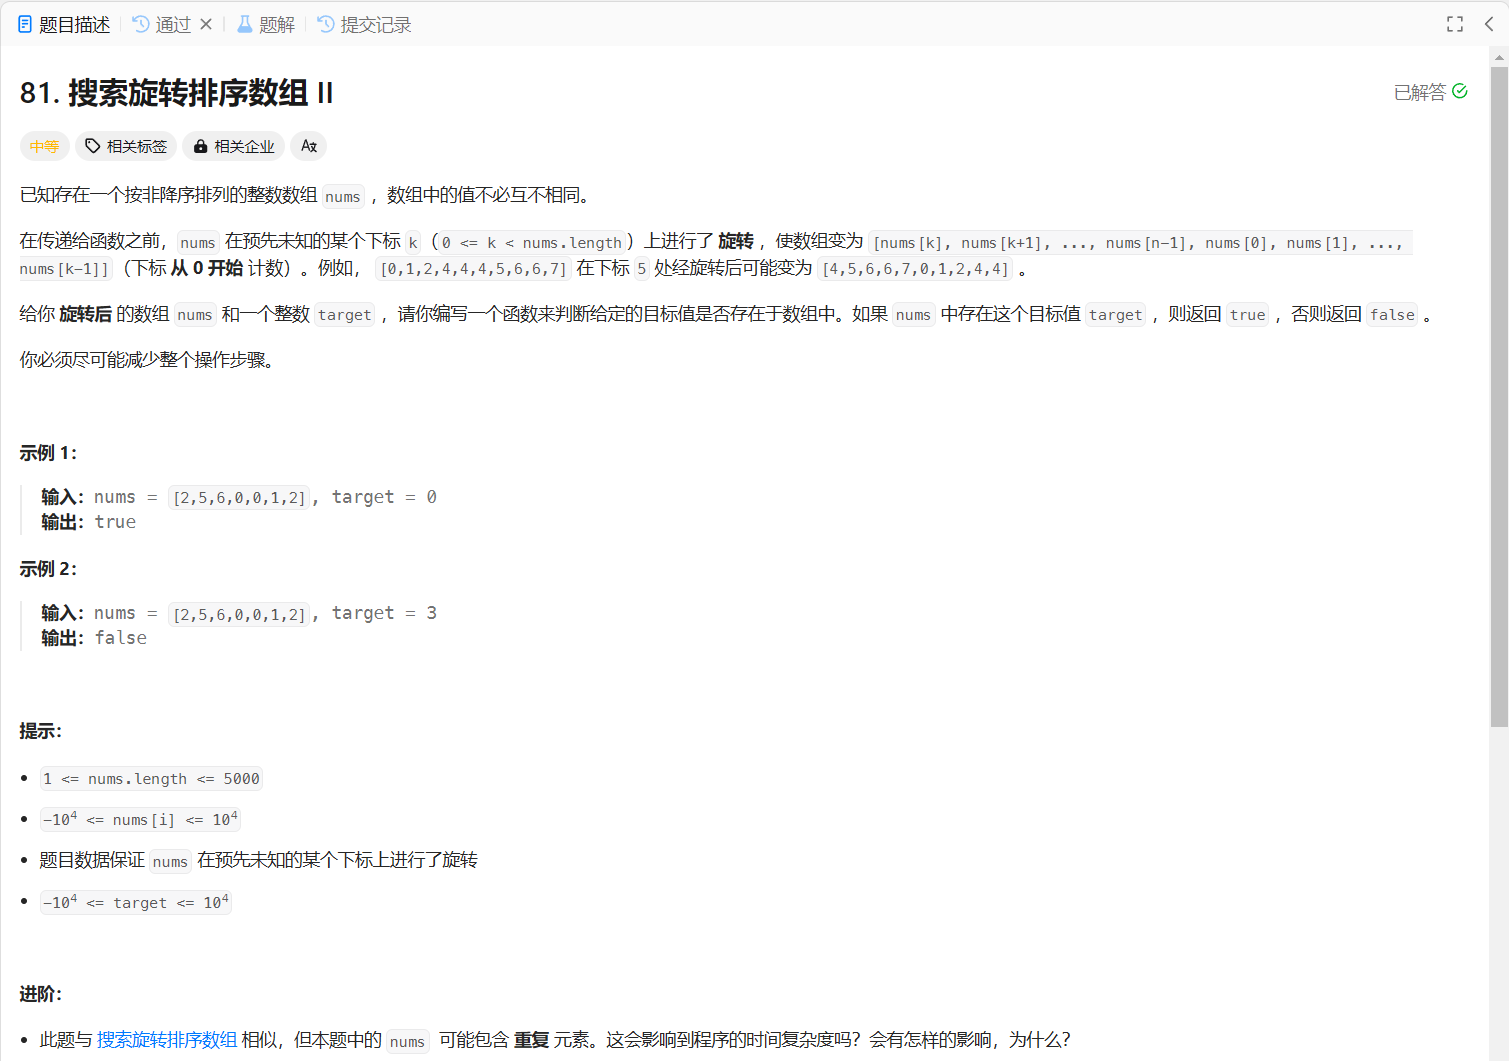 题目描述 通过 题解 提交记录
81. 搜索旋转排序数组 II
已解答
中等 相关标签 相关企业 Aあ
已知存在一个按非降序排列的整数数组 nums ，数组中的值不必互不相同。
在传递给函数之前，nums 在预先未知的某个下标 k（0 <= k < nums.length）上进行了 旋转 ，使数组变为 [nums[k], nums[k+1], ..., nums[n-1], nums[0], nums[1], ...,
nums[k-1]]（下标 从 0 开始 计数）。例如， [0,1,2,4,4,4,5,6,6,7] 在下标 5 处经旋转后可能变为 [4,5,6,6,7,0,1,2,4,4] 。
给你 旋转后 的数组 nums 和一个整数 target ，请你编写一个函数来判断给定的目标值是否存在于数组中。如果 nums 中存在这个目标值 target ，则返回 true ，否则返回 false 。
你必须尽可能减少整个操作步骤。
示例 1：
输入：nums = [2,5,6,0,0,1,2], target = 0
输出：true
示例 2：
输入：nums = [2,5,6,0,0,1,2], target = 3
输出：false
提示：
1 <= nums.length <= 5000
-10⁴ <= nums[i] <= 10⁴
题目数据保证 nums 在预先未知的某个下标上进行了旋转
-10⁴ <= target <= 10⁴
进阶：
此题与 搜索旋转排序数组 相似，但本题中的 nums 可能包含 重复 元素。这会影响到程序的时间复杂度吗？会有怎样的影响，为什么？